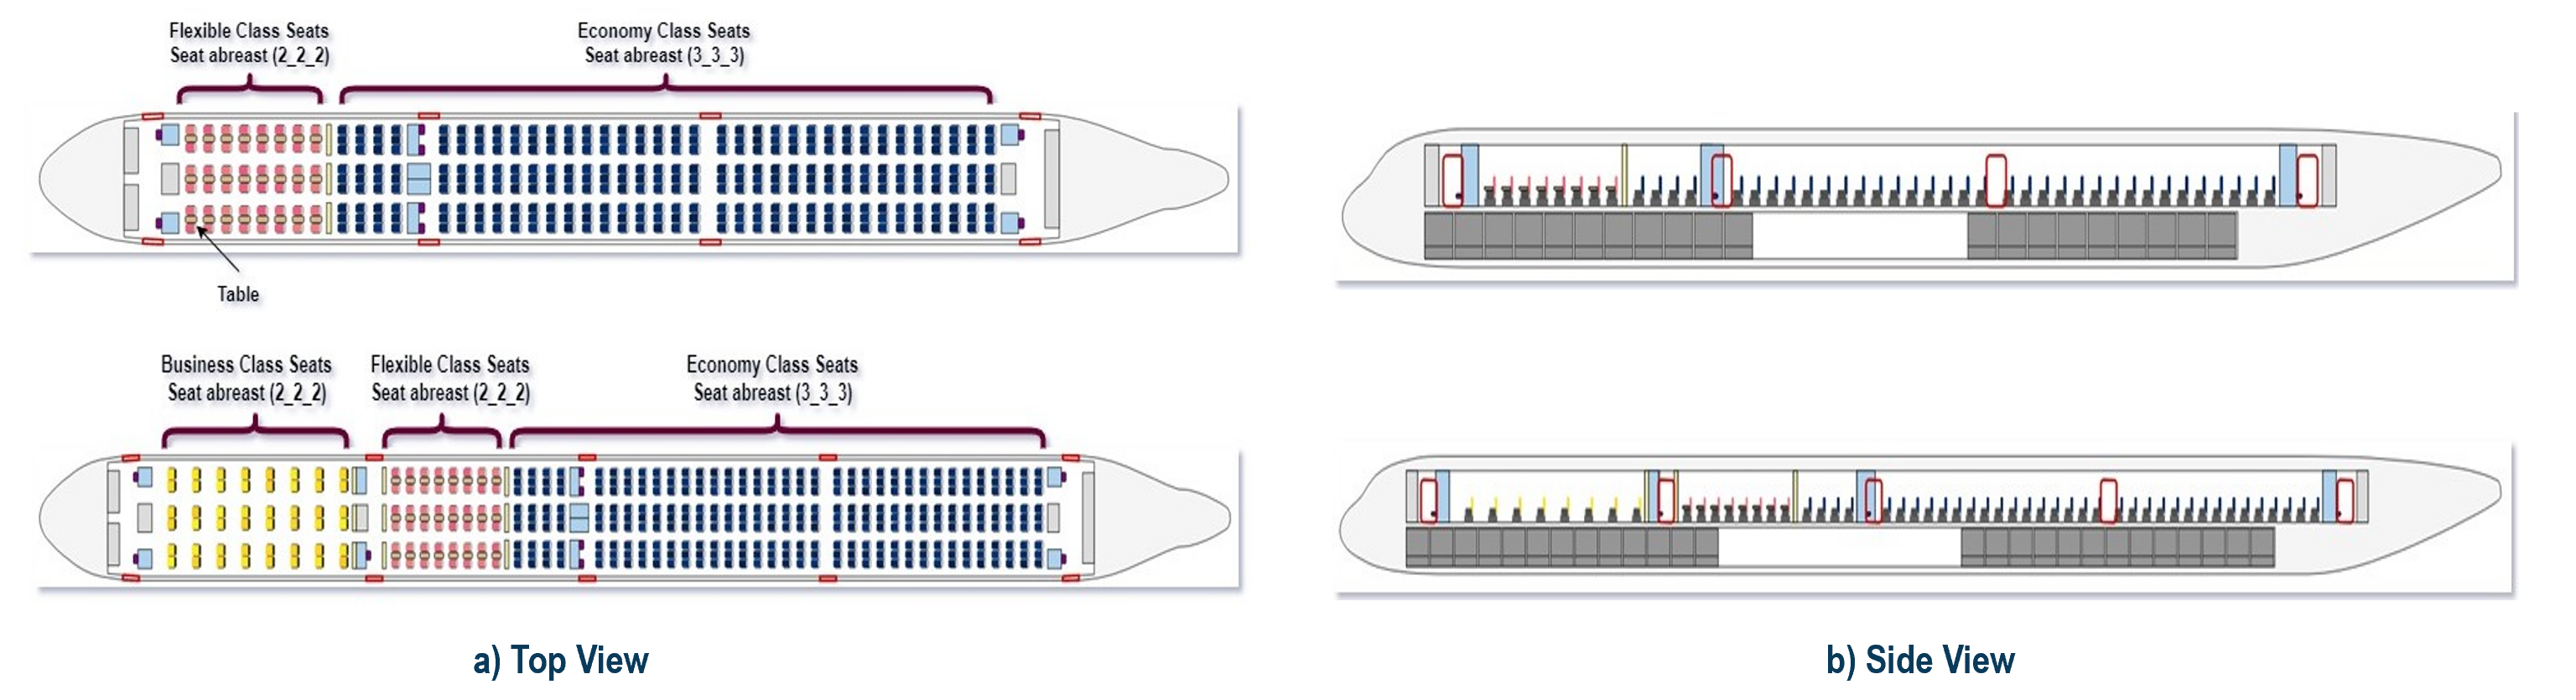 Flexible Class Seats
Seat abreast (2_2_2)
Economy Class Seats
Seat abreast (3_3_3)
Table
Business Class Seats
Seat abreast (2_2_2)
Flexible Class Seats
Seat abreast (2_2_2)
Economy Class Seats
Seat abreast (3_3_3)
a) Top View
b) Side View